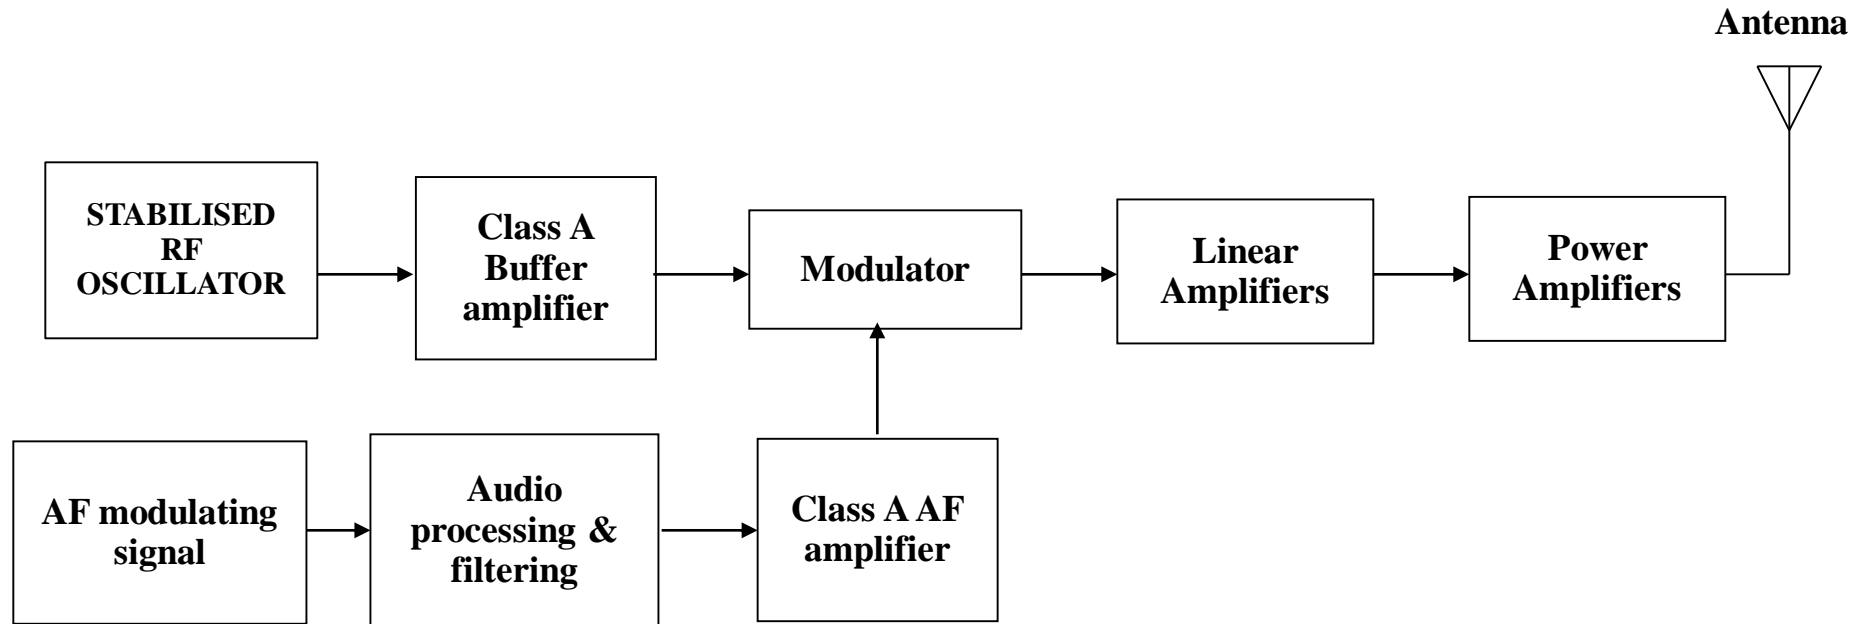 Antenna
STABILISED
RF
OSCILLATOR
Class A
Buffer
amplifier
Modulator
Linear
Amplifiers
Power
Amplifiers
AF modulating
signal
Audio
processing &
filtering
Class A AF
amplifier